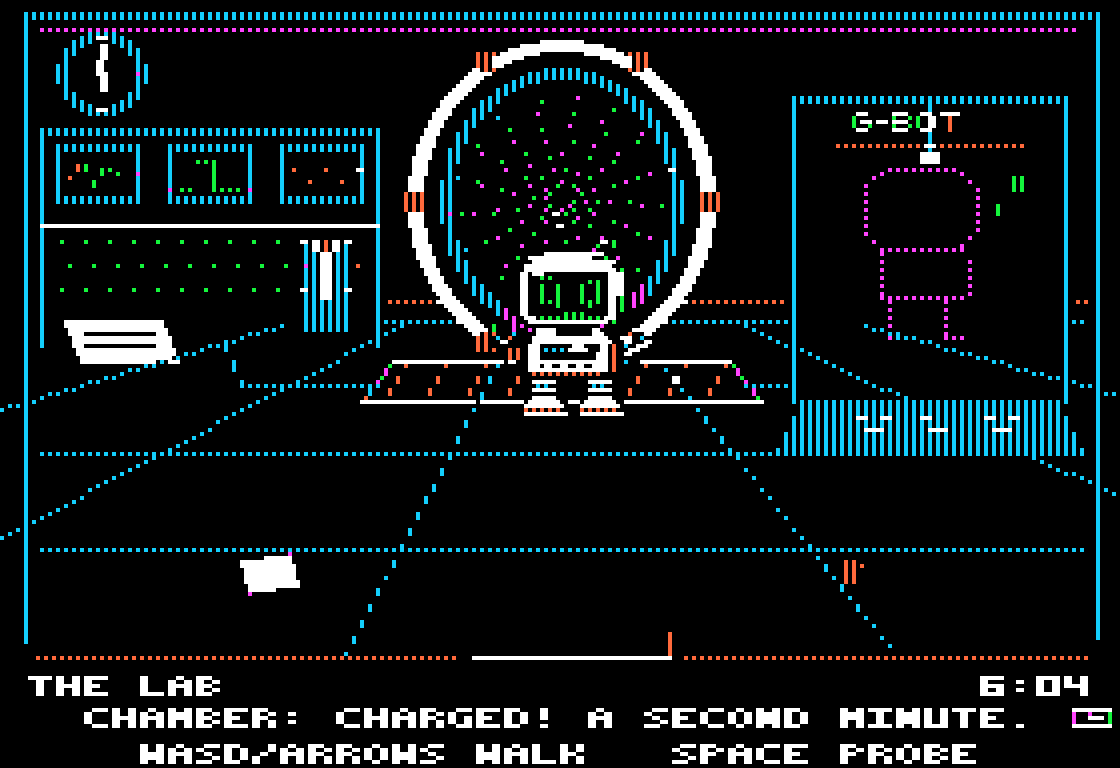 G-BOT
THE LAB 6:04
CHAMBER: CHARGED! A SECOND MINUTE.
WASD/ARROWS WALK SPACE PROBE